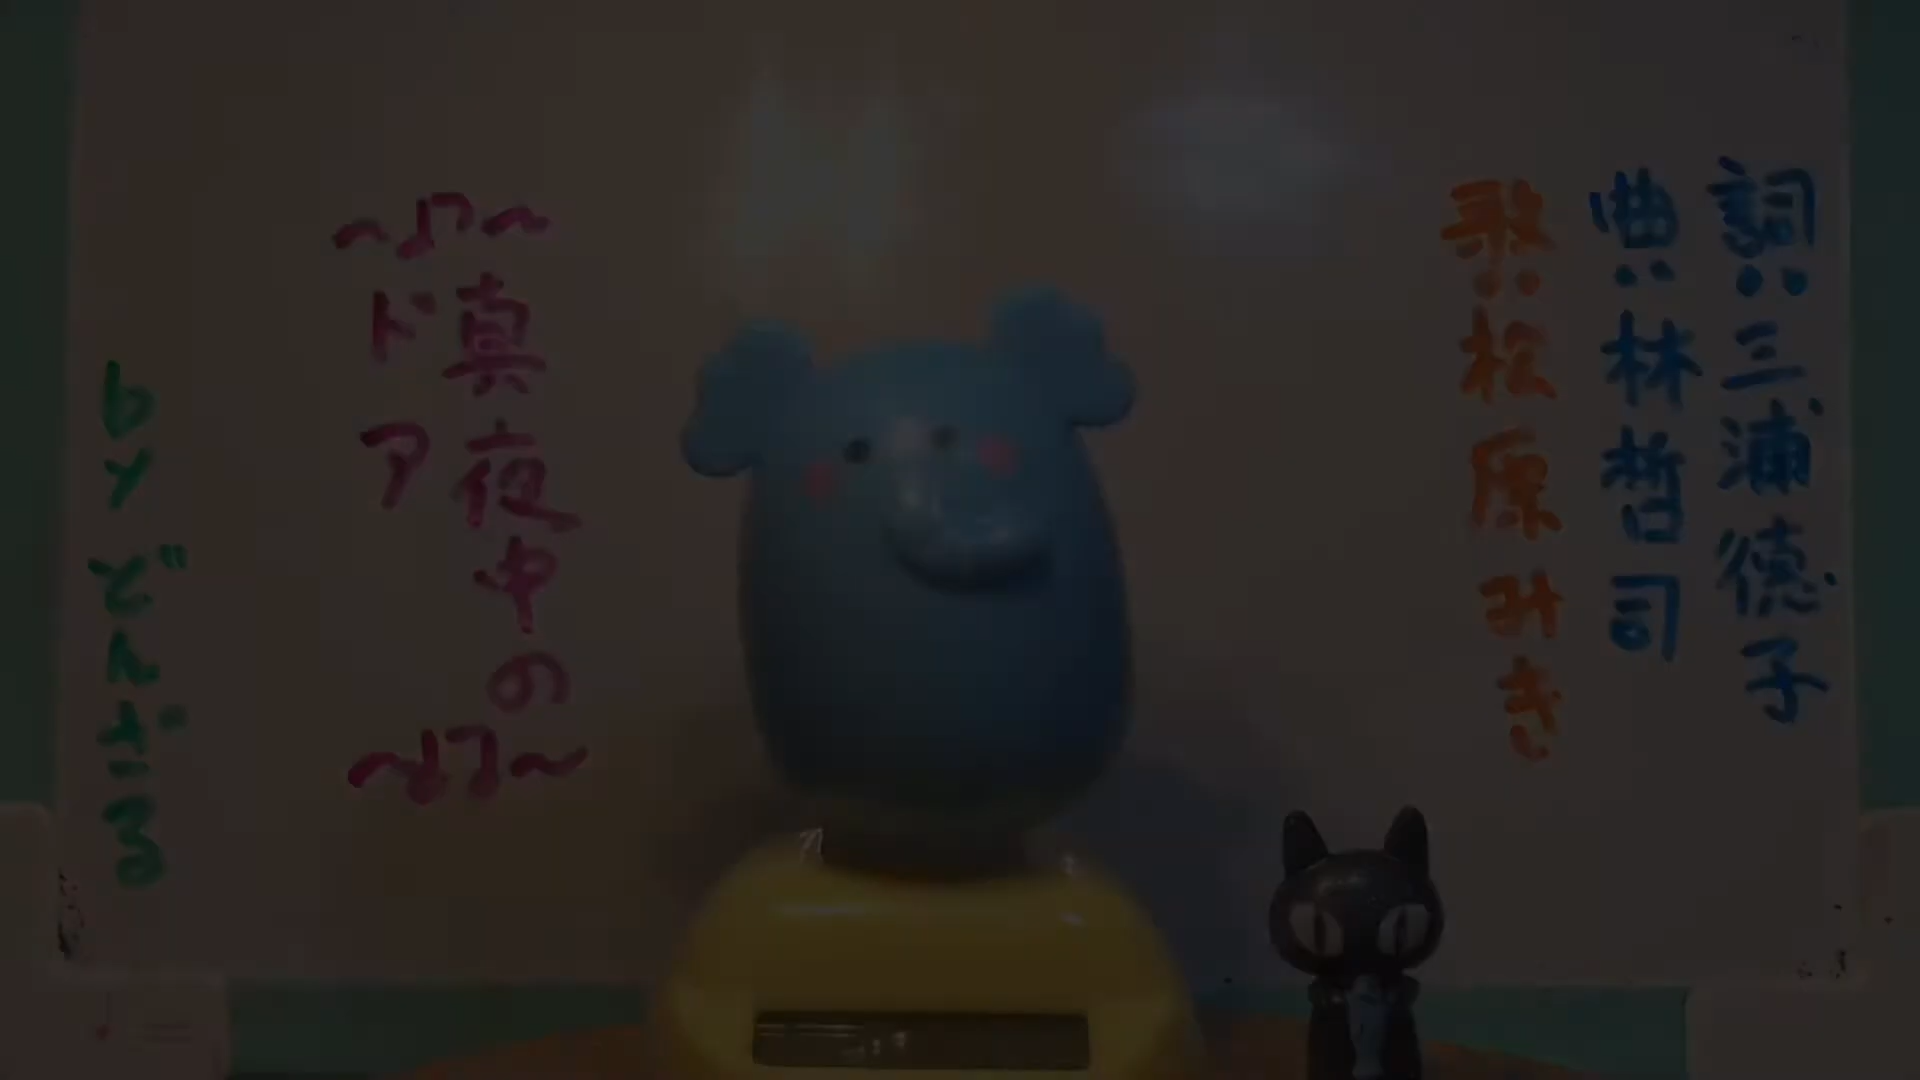 詞：三浦徳子
曲：林哲司
歌：松原みき
～♪真夜中の
ドア♫～
by どんざる